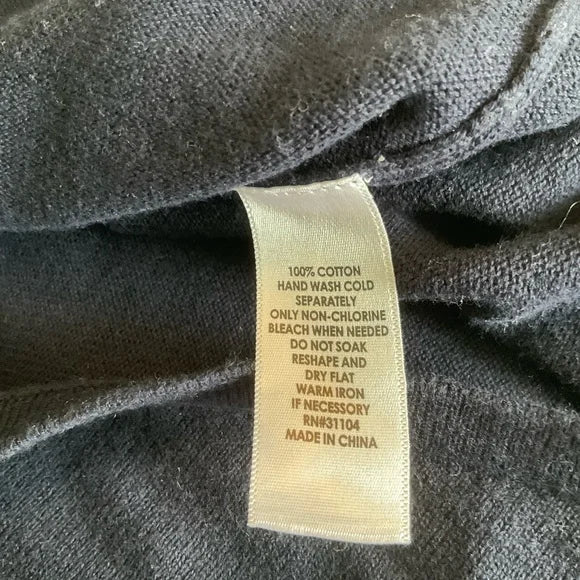 100% COTTON
HAND WASH COLD
SEPARATELY
ONLY NON-CHLORINE
BLEACH WHEN NEEDED
DO NOT SOAK
RESHAPE AND
DRY FLAT
WARM IRON
IF NECESSARY
RN#31104
MADE IN CHINA